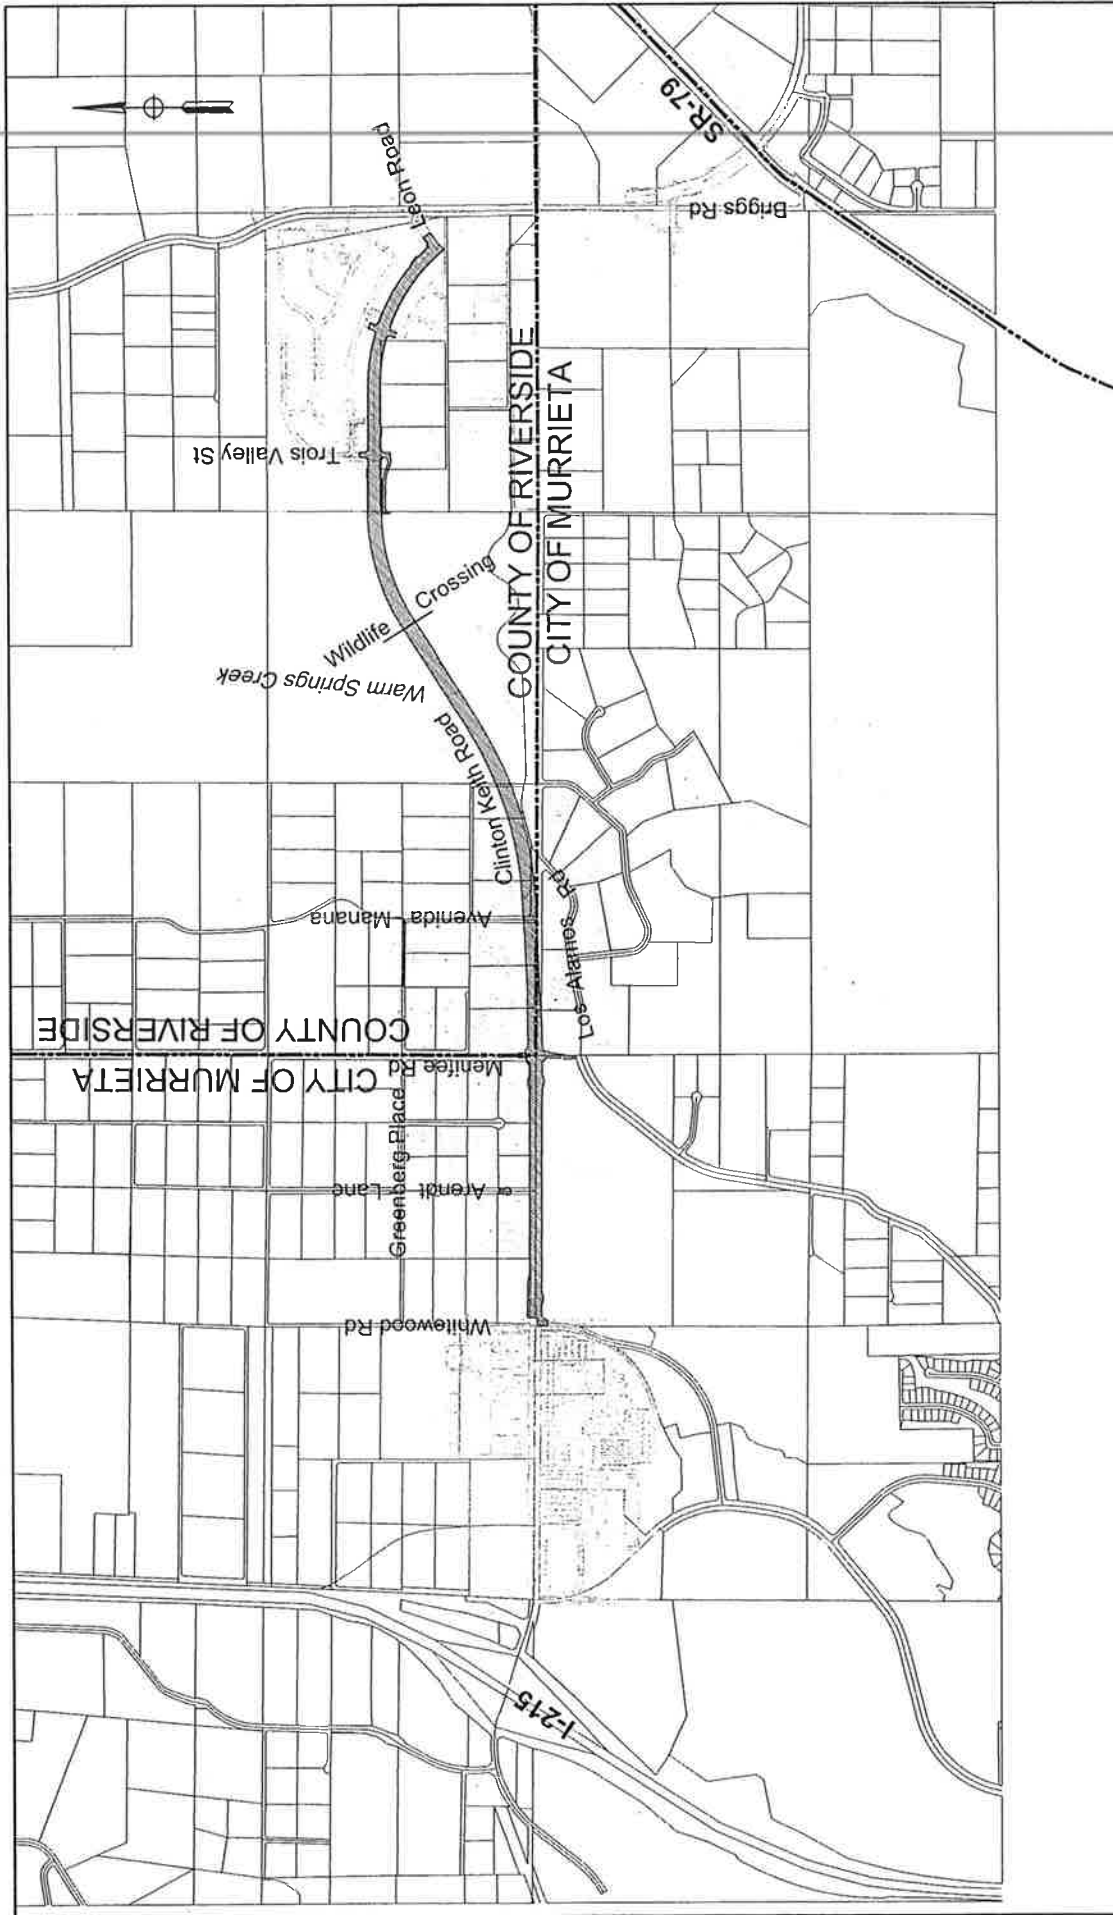 SR-79
Leon Road
Briggs Rd
Trois Valley St
COUNTY OF RIVERSIDE
CITY OF MURRIETA
Wildlife Crossing
Warm Springs Creek
Clinton Keith Road
Avenida Manana
Los Alamos Rd
COUNTY OF RIVERSIDE
CITY OF MURRIETA
Menifee Rd
Greenberg Place
Arendt Lane
Whitewood Rd
I-215